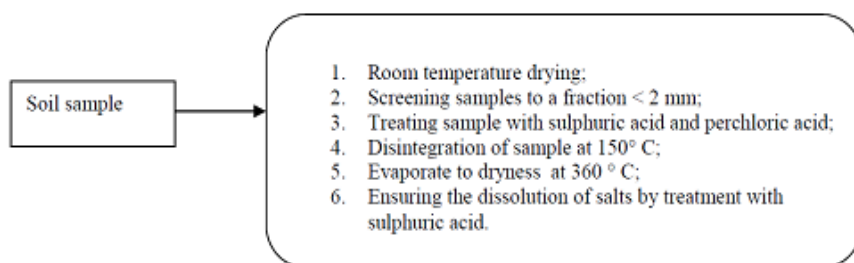 Soil sample
1. Room temperature drying;
2. Screening samples to a fraction < 2 mm;
3. Treating sample with sulphuric acid and perchloric acid;
4. Disintegration of sample at 150° C;
5. Evaporate to dryness at 360 ° C;
6. Ensuring the dissolution of salts by treatment with
sulphuric acid.